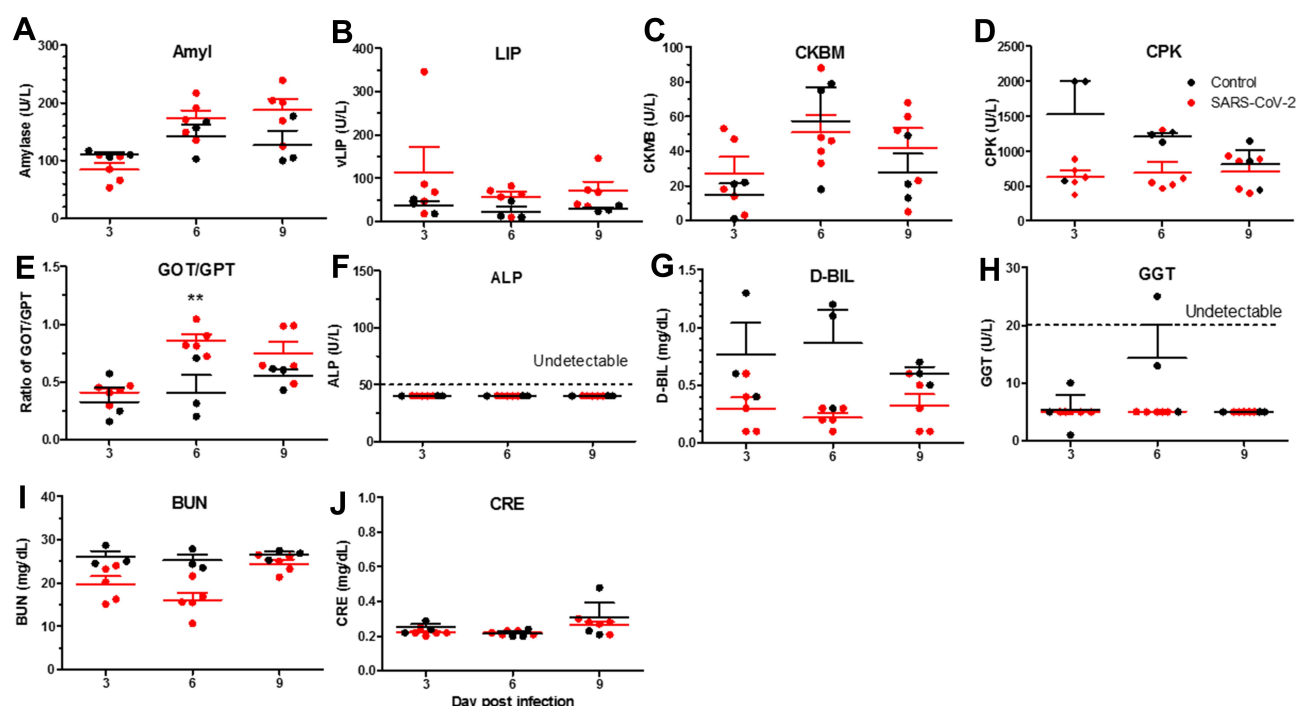 A
Amyl
Amylase (U/L)
300
200
100
0
3
6
9
B
LIP
vLIP (U/L)
400
300
200
100
0
3
6
9
C
CKBM
CKMB (U/L)
100
80
60
40
20
0
3
6
9
D
CPK
CPK (U/L)
2500
2000
1500
1000
500
0
3
6
9
Control
SARS-CoV-2
E
GOT/GPT
Ratio of GOT/GPT
1.5
1.0
0.5
0.0
**
3
6
9
F
ALP
ALP (U/L)
150
100
50
0
Undetectable
3
6
9
G
D-BIL
D-BIL (mg/dL)
1.5
1.0
0.5
0.0
3
6
9
H
GGT
GGT (U/L)
30
20
10
0
Undetectable
3
6
9
I
BUN
BUN (mg/dL)
40
30
20
10
0
3
6
9
J
CRE
CRE (mg/dL)
1.0
0.8
0.6
0.4
0.2
0.0
3
6
9
Day post infection